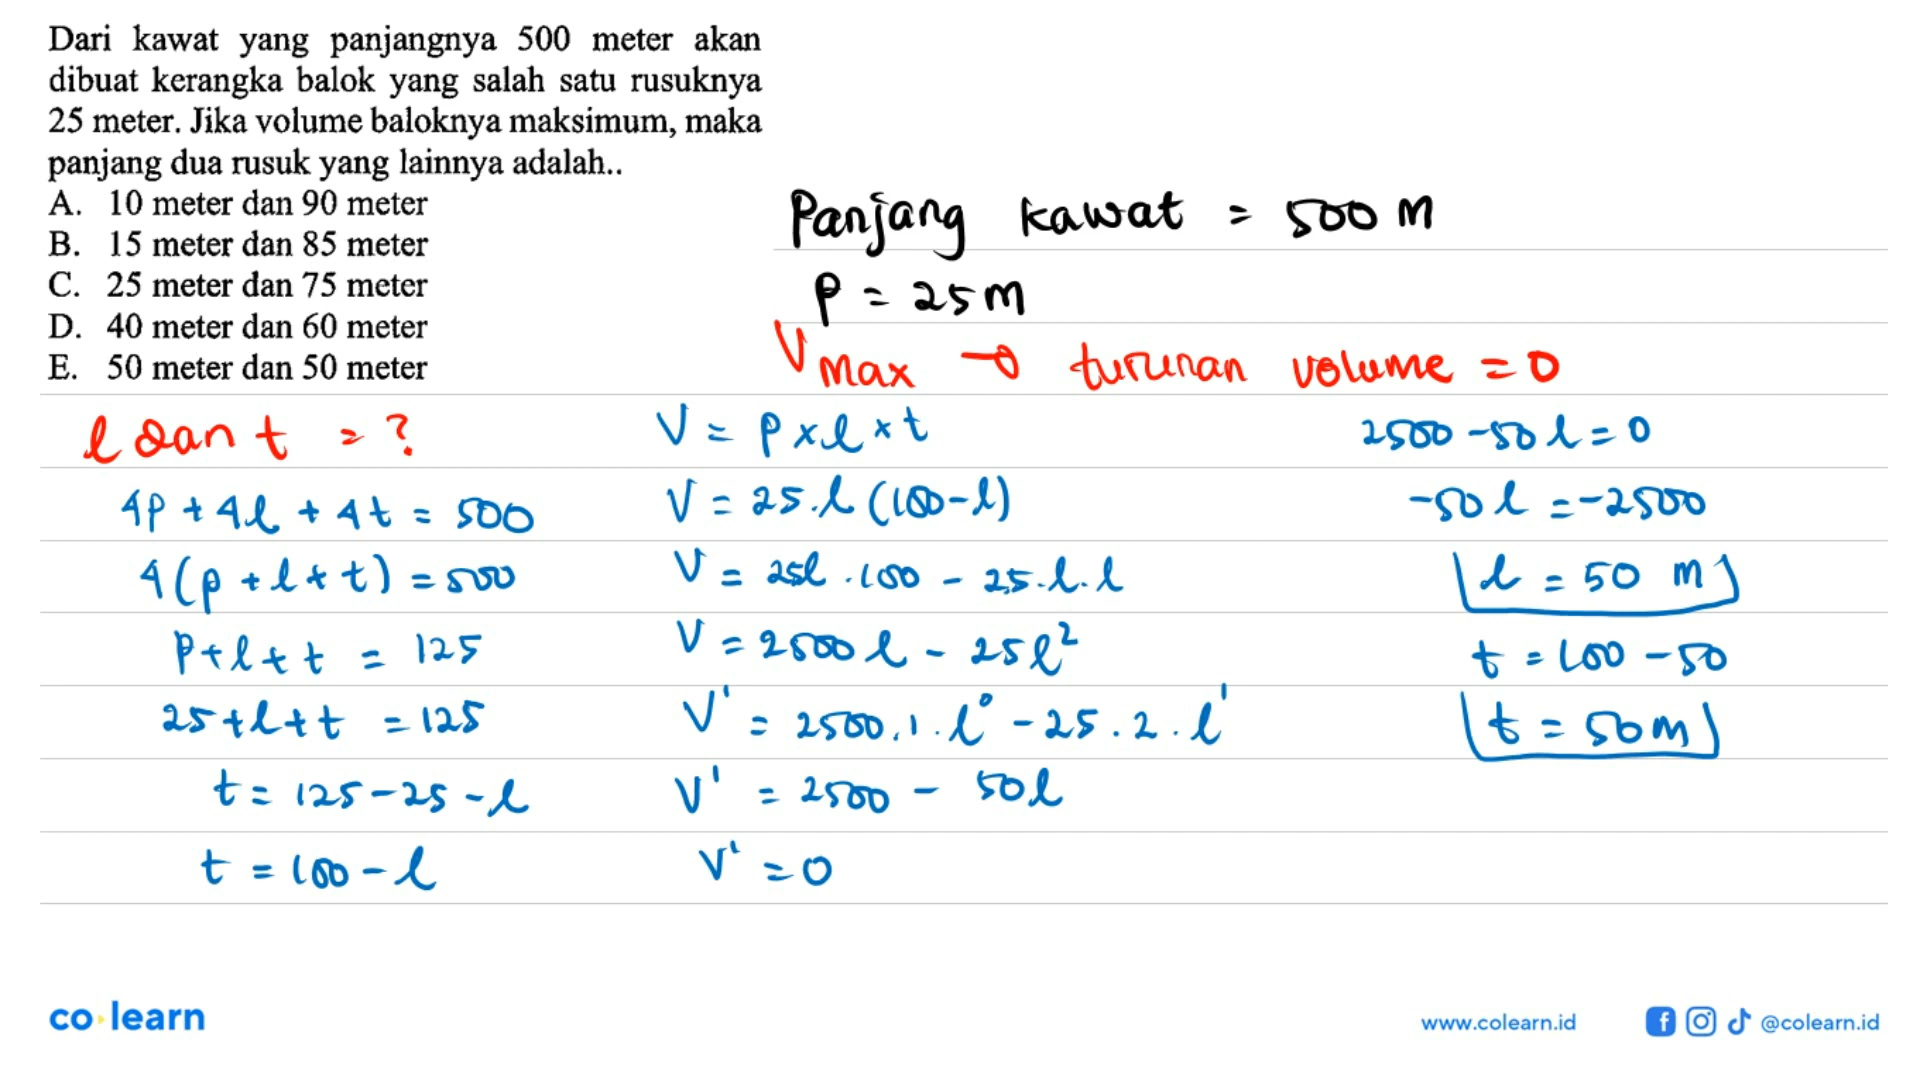 Dari kawat yang panjangnya 500 meter akan
dibuat kerangka balok yang salah satu rusuknya
25 meter. Jika volume baloknya maksimum, maka
panjang dua rusuk yang lainnya adalah..
A. 10 meter dan 90 meter
B. 15 meter dan 85 meter
C. 25 meter dan 75 meter
D. 40 meter dan 60 meter
E. 50 meter dan 50 meter
Panjang kawat = 500 m
P = 25 m
V max → turunan volume = 0
l dan t = ?
4P + 4l + 4t = 500
4(p + l + t) = 500
P + l + t = 125
25 + l + t = 125
t = 125 - 25 - l
t = 100 - l
V = P × l × t
V = 25 . l (100 - l)
V = 25l . 100 - 25 . l . l
V = 2500 l - 25 l²
V' = 2500 . 1 . l⁰ - 25 . 2 . l¹
V' = 2500 - 50l
V' = 0
2500 - 50 l = 0
-50 l = -2500
l = 50 m
t = 100 - 50
t = 50 m
co learn
www.colearn.id
@colearn.id